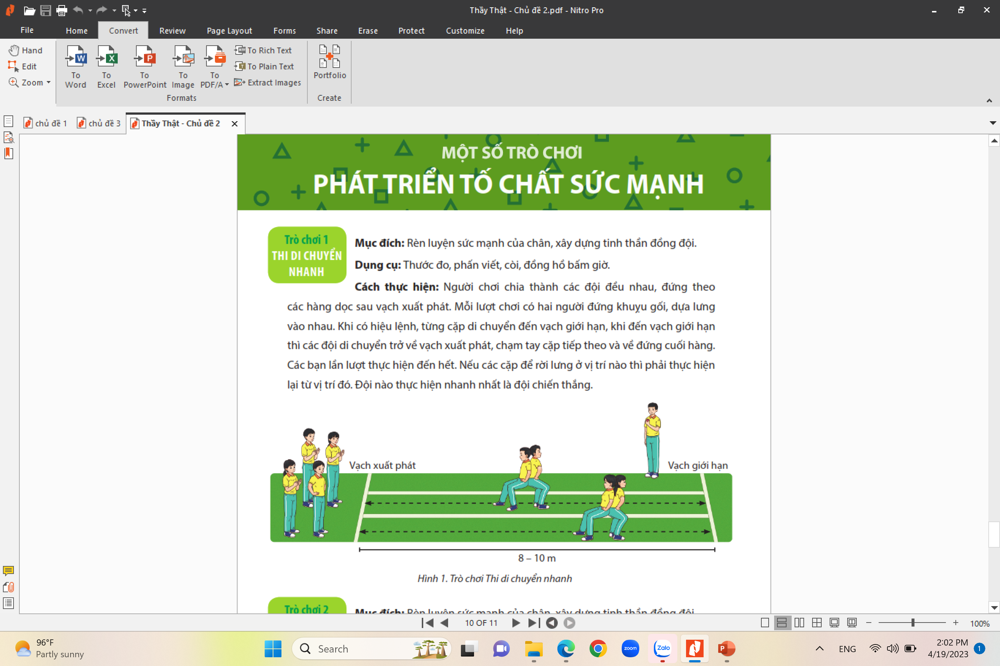 Thầy Thật - Chủ đề 2.pdf - Nitro Pro
File Home Convert Review Page Layout Forms Share Erase Protect Customize Help
Hand
Edit
Zoom
To Word
To Excel
To PowerPoint
To Image
To PDF/A
To Rich Text
To Plain Text
Extract Images
Formats
Portfolio
Create
chủ đề 1
chủ đề 3
Thầy Thật - Chủ đề 2
MỘT SỐ TRÒ CHƠI
PHÁT TRIỂN TỐ CHẤT SỨC MẠNH
Trò chơi 1
THI DI CHUYỂN
NHANH
Mục đích: Rèn luyện sức mạnh của chân, xây dựng tinh thần đồng đội.
Dụng cụ: Thước đo, phấn viết, còi, đồng hồ bấm giờ.
Cách thực hiện: Người chơi chia thành các đội đều nhau, đứng theo
các hàng dọc sau vạch xuất phát. Mỗi lượt chơi có hai người đứng khuỵu gối, dựa lưng
vào nhau. Khi có hiệu lệnh, từng cặp di chuyển đến vạch giới hạn, khi đến vạch giới hạn
thì các đội di chuyển trở về vạch xuất phát, chạm tay cặp tiếp theo và về đứng cuối hàng.
Các bạn lần lượt thực hiện đến hết. Nếu các cặp để rời lưng ở vị trí nào thì phải thực hiện
lại từ vị trí đó. Đội nào thực hiện nhanh nhất là đội chiến thắng.
Vạch xuất phát
Vạch giới hạn
8 – 10 m
Hình 1. Trò chơi Thi di chuyển nhanh
Trò chơi 2
Mục đích: Rèn luyện sức mạnh của chân, xây dựng tinh thần đồng đội.
10 OF 11
100%
96°F
Partly sunny
Search
zoom
Zalo
ENG
2:02 PM
4/19/2023
1